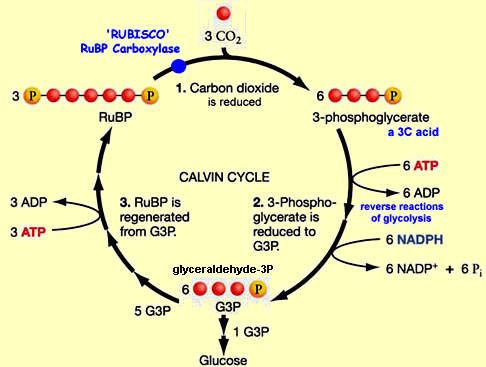 'RUBISCO'
RuBP Carboxylase
3 CO2
1. Carbon dioxide
is reduced
3 P P
RuBP
6 P
3-phosphoglycerate
a 3C acid
CALVIN CYCLE
6 ATP
6 ADP
reverse reactions
of glycolysis
3 ADP
3 ATP
3. RuBP is
regenerated
from G3P.
2. 3-Phospho-
glycerate is
reduced to
G3P.
6 NADPH
6 NADP+ + 6 Pi
glyceraldehyde-3P
6 P
G3P
5 G3P
1 G3P
Glucose